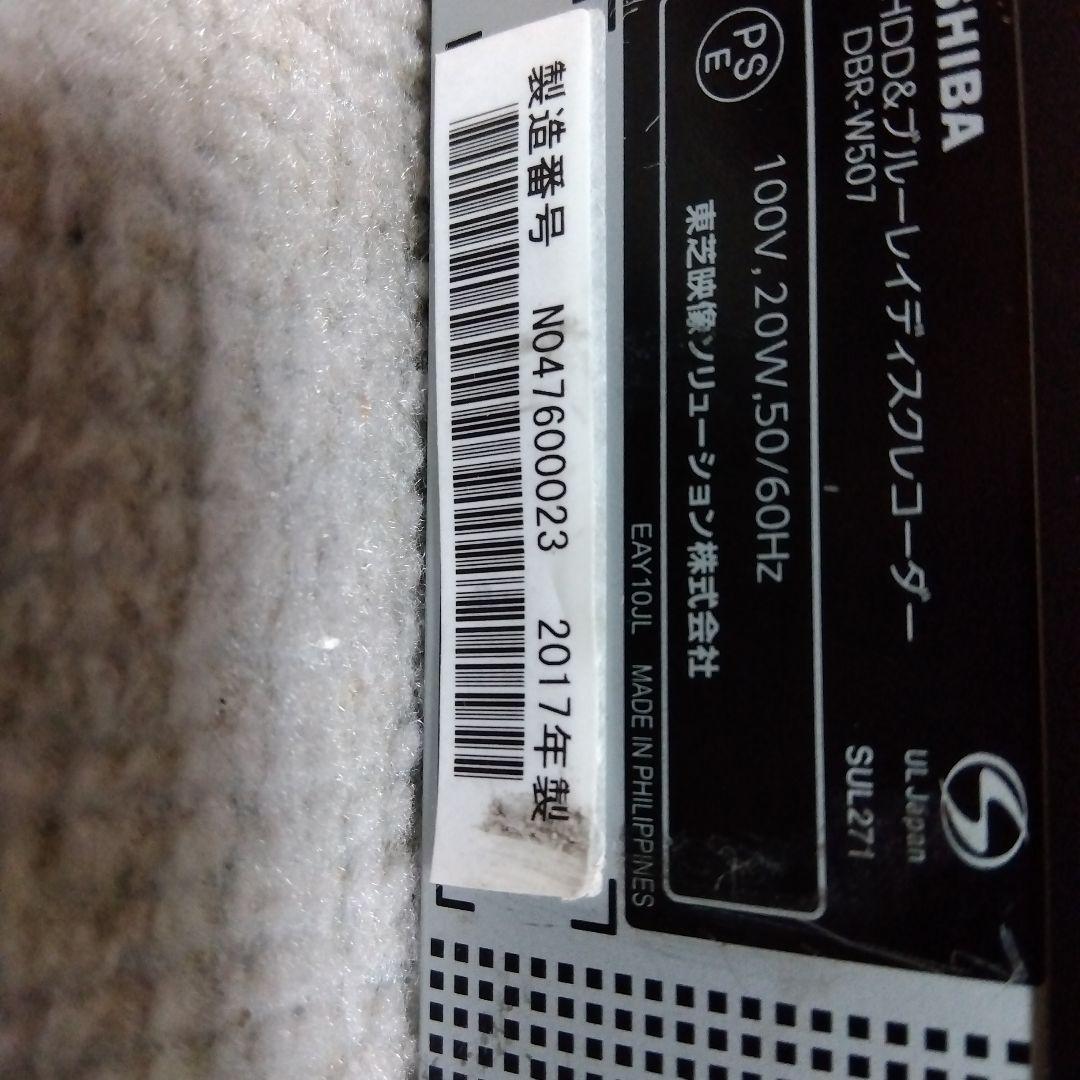 SHIBA
HDD&ブルーレイディスクレコーダー
DBR-W507
UL Japan
SUL271
PS
E
100V,20W,50/60Hz
東芝映像ソリューション株式会社
EAY10JL MADE IN PHILIPPINES
製造番号 N047600023 2017年製